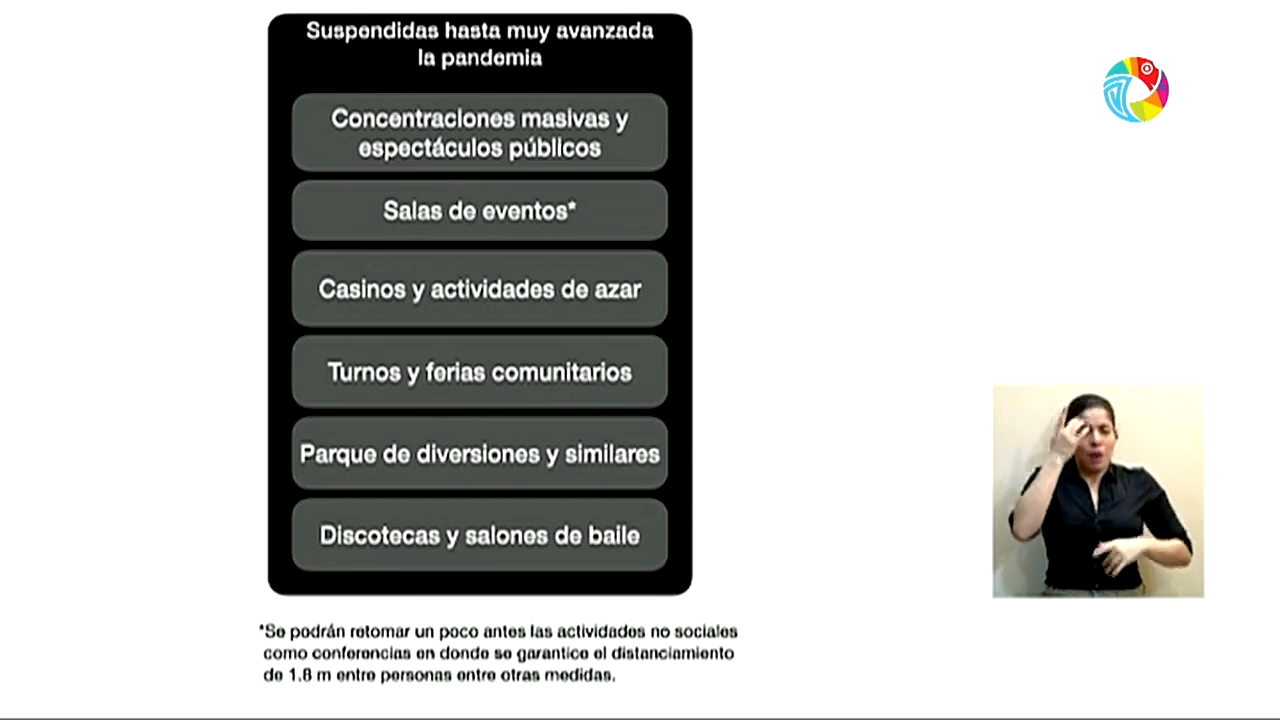 Suspendidas hasta muy avanzada
la pandemia
Concentraciones masivas y
espectáculos públicos
Salas de eventos*
Casinos y actividades de azar
Turnos y ferias comunitarios
Parque de diversiones y similares
Discotecas y salones de baile
*Se podrán retomar un poco antes las actividades no sociales
como conferencias en donde se garantice el distanciamiento
de 1.8 m entre personas entre otras medidas.